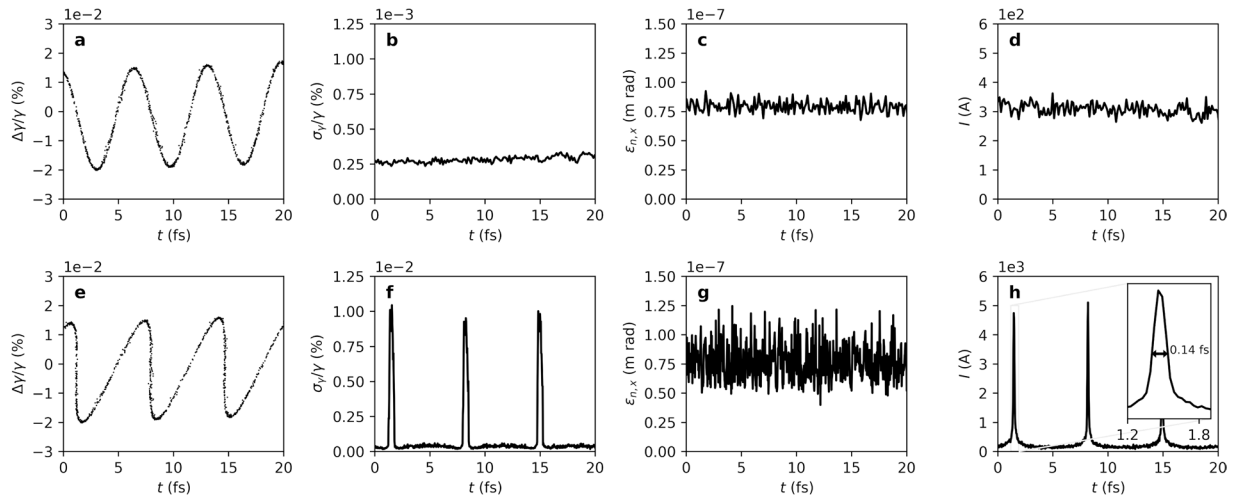 1e−2
a
Δγ/γ (%)
3
2
1
0
−1
−2
−3
0 5 10 15 20
t (fs)
1e−3
b
σγ/γ (%)
1.25
1.00
0.75
0.50
0.25
0.00
0 5 10 15 20
t (fs)
1e−7
c
εn,x (m rad)
1.50
1.25
1.00
0.75
0.50
0.25
0.00
0 5 10 15 20
t (fs)
1e2
d
I (A)
6
5
4
3
2
1
0
0 5 10 15 20
t (fs)
1e−2
e
Δγ/γ (%)
3
2
1
0
−1
−2
−3
0 5 10 15 20
t (fs)
1e−2
f
σγ/γ (%)
1.25
1.00
0.75
0.50
0.25
0.00
0 5 10 15 20
t (fs)
1e−7
g
εn,x (m rad)
1.50
1.25
1.00
0.75
0.50
0.25
0.00
0 5 10 15 20
t (fs)
1e3
h
I (A)
6
5
4
3
2
1
0
0.14 fs
1.2 1.8
0 5 10 15 20
t (fs)